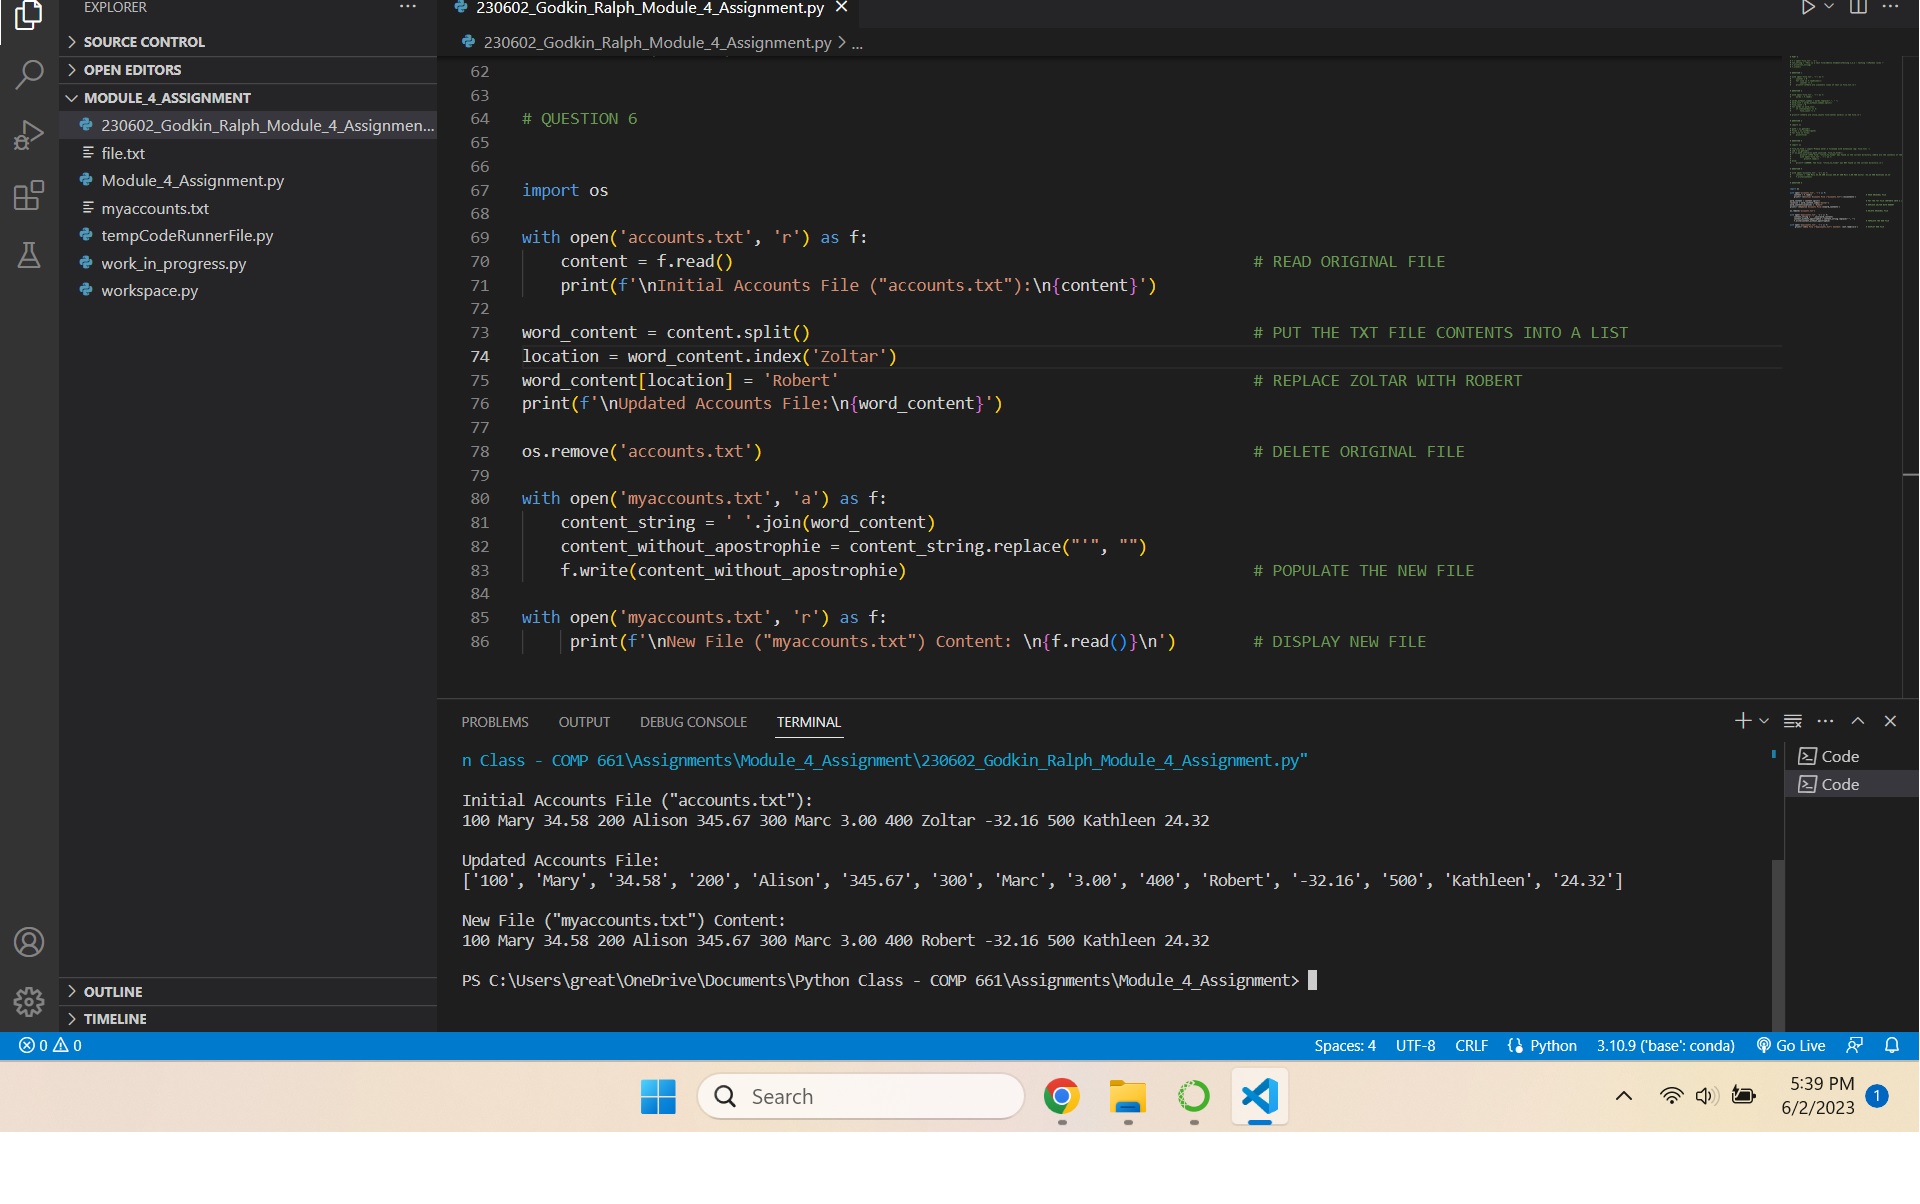 EXPLORER
230602_Godkin_Ralph_Module_4_Assignment.py
SOURCE CONTROL
OPEN EDITORS
MODULE_4_ASSIGNMENT
230602_Godkin_Ralph_Module_4_Assignmen...
file.txt
Module_4_Assignment.py
myaccounts.txt
tempCodeRunnerFile.py
work_in_progress.py
workspace.py
OUTLINE
TIMELINE
230602_Godkin_Ralph_Module_4_Assignment.py > ...
62
63
64 # QUESTION 6
65
66
67 import os
68
69 with open('accounts.txt', 'r') as f:
70 content = f.read() # READ ORIGINAL FILE
71 print(f'\nInitial Accounts File ("accounts.txt"):\n{content}')
72
73 word_content = content.split() # PUT THE TXT FILE CONTENTS INTO A LIST
74 location = word_content.index('Zoltar')
75 word_content[location] = 'Robert' # REPLACE ZOLTAR WITH ROBERT
76 print(f'\nUpdated Accounts File:\n{word_content}')
77
78 os.remove('accounts.txt') # DELETE ORIGINAL FILE
79
80 with open('myaccounts.txt', 'a') as f:
81 content_string = ' '.join(word_content)
82 content_without_apostrophie = content_string.replace("'", "")
83 f.write(content_without_apostrophie) # POPULATE THE NEW FILE
84
85 with open('myaccounts.txt', 'r') as f:
86 print(f'\nNew File ("myaccounts.txt") Content: \n{f.read()}\n') # DISPLAY NEW FILE
PROBLEMS OUTPUT DEBUG CONSOLE TERMINAL
n Class - COMP 661\Assignments\Module_4_Assignment\230602_Godkin_Ralph_Module_4_Assignment.py"
Initial Accounts File ("accounts.txt"):
100 Mary 34.58 200 Alison 345.67 300 Marc 3.00 400 Zoltar -32.16 500 Kathleen 24.32
Updated Accounts File:
['100', 'Mary', '34.58', '200', 'Alison', '345.67', '300', 'Marc', '3.00', '400', 'Robert', '-32.16', '500', 'Kathleen', '24.32']
New File ("myaccounts.txt") Content:
100 Mary 34.58 200 Alison 345.67 300 Marc 3.00 400 Robert -32.16 500 Kathleen 24.32
PS C:\Users\great\OneDrive\Documents\Python Class - COMP 661\Assignments\Module_4_Assignment>
Code
Code
0 0 Spaces: 4 UTF-8 CRLF Python 3.10.9 ('base': conda) Go Live
Search
5:39 PM
6/2/2023
1